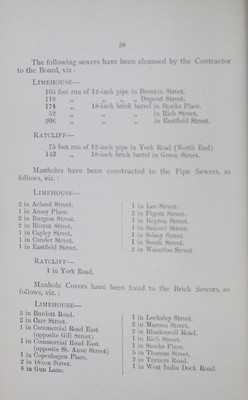 38
The following sewers have been cleansed by the Contractor
to the Board, viz:
LIMEHOUSE—
105 feet run of 12-inch pipe in Brenton Street.
118 „ „ „ „ Dupont Street.
174 „ 18-inch brick barrel in Stocks Place.
52 „ „ „ in Rich Street.
206 „ „ „ in Eastfield Street.
RATCLIFF—
75 feet run of 12-inch pipe in York Road (North End)
142 „ 18-inch brick barrel in Green Street.
Manholes have been constructed to the Pipe Sewers, as
follows, viz.:
LIMEHOUSE—
2 in Acland Street.
1 in Amoy Place.
2 in Burgess Street.
2 in Blount Street.
1 in Cayley Street.
1 in Conder Street.
1 in Eastfield Street.
1 in Lee Street.
2 in Pigott Street.
1 in Repton Street.
1 in Samuel Street.
1 in Selsey Street.
1 in South Street.
2 in Waterloo Street
RATCLIFF—
1 in York Road.
Manhole Covers have been fixed to the Brick Sewers, as
follows, viz.:
LIMEHOUSE—
5 in Burdett Road.
2 in Carr Street.
1 in Commercial Road East
(opposite Gill Street)
1 in Commercial Road East
(opposite St. Anne Street)
1 in Copenhagen Place.
2 in Dixon Street.
4 in Gun Lane.
1 in Locksley Street.
2 in Maroon Street.
2 in Rhodeswell Road.
1 in Rich Street.
1 in Stocks Place.
5 in Thomas Street.
2 in Turners Road.
1 in West India Dock Road.